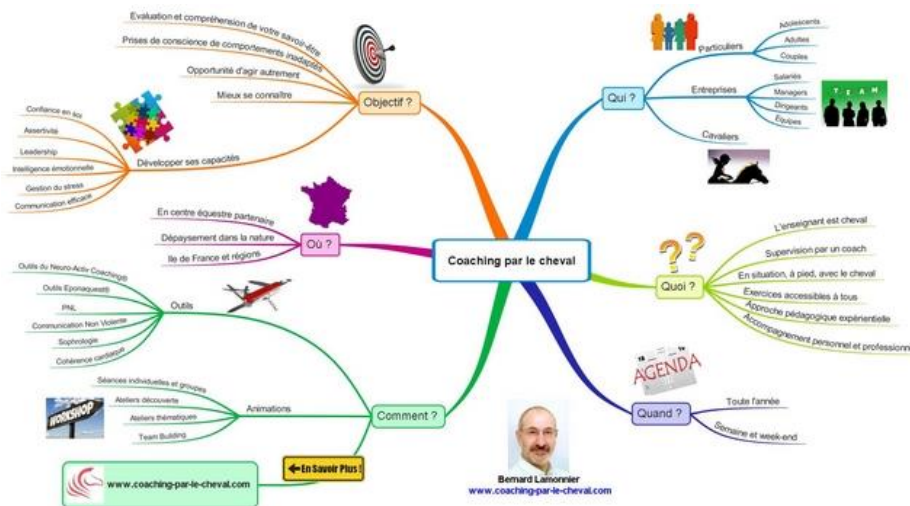 Coaching par le cheval
Qui ?
Particuliers
Adolescents
Adultes
Couples
Entreprises
Salariés
Managers
Dirigeants
Equipes
TEAM
Cavaliers
Quoi ?
L'enseignant est cheval
Supervision par un coach
En situation, à pied, avec le cheval
Exercices accessibles à tous
Approche pédagogique expérientielle
Accompagnement personnel et professionn
Quand ?
AGENDA
Toute l'année
Semaine et week-end
Bernard Lamonnier
www.coaching-par-le-cheval.com
Comment ?
Outils
Outils du Neuro-Activ Coaching®
Outils Eponaquest®
PNL
Communication Non Violente
Sophrologie
Cohérence cardiaque
Animations
Séances individuelles et groupes
Ateliers découverte
Ateliers thématiques
Team Building
WORKSHOP
En Savoir Plus !
www.coaching-par-le-cheval.com
Où ?
En centre équestre partenaire
Dépaysement dans la nature
Ile de France et régions
Objectif ?
Evaluation et compréhension de votre savoir-être
Prises de conscience de comportements inadaptés
Opportunité d'agir autrement
Mieux se connaître
Développer ses capacités
Confiance en soi
Assertivité
Leadership
Intelligence émotionnelle
Gestion du stress
Communication efficace